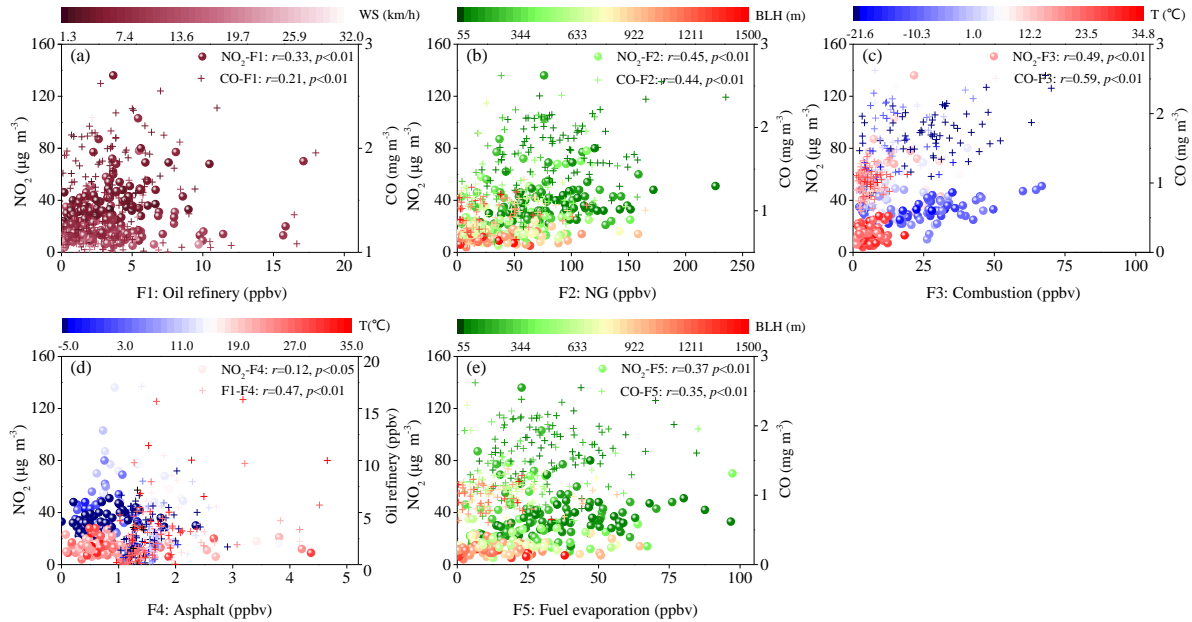 WS (km/h)
1.3 7.4 13.6 19.7 25.9 32.0
(a)
NO2-F1: r=0.33, p<0.01
CO-F1: r=0.21, p<0.01
160
120
80
40
0
NO2 (μg m-3)
3
2
1
CO (mg m-3)
0 5 10 15 20
F1: Oil refinery (ppbv)
BLH (m)
55 344 633 922 1211 1500
(b)
NO2-F2: r=0.45, p<0.01
CO-F2: r=0.44, p<0.01
160
120
80
40
0
NO2 (μg m-3)
3
2
1
0
CO (mg m-3)
0 50 100 150 200 250
F2: NG (ppbv)
T (℃)
-21.6 -10.3 1.0 12.2 23.5 34.8
(c)
NO2-F3: r=0.49, p<0.01
CO-F3: r=0.59, p<0.01
160
120
80
40
0
NO2 (μg m-3)
3
2
1
0
CO (mg m-3)
0 25 50 75 100
F3: Combustion (ppbv)
T(℃)
-5.0 3.0 11.0 19.0 27.0 35.0
(d)
NO2-F4: r=0.12, p<0.05
F1-F4: r=0.47, p<0.01
160
120
80
40
0
NO2 (μg m-3)
20
15
10
5
0
Oil refinery (ppbv)
0 1 2 3 4 5
F4: Asphalt (ppbv)
BLH (m)
55 344 633 922 1211 1500
(e)
NO2-F5: r=0.37 p<0.01
CO-F5: r=0.35, p<0.01
160
120
80
40
0
NO2 (μg m-3)
3
2
1
0
CO (mg m-3)
0 25 50 75 100
F5: Fuel evaporation (ppbv)